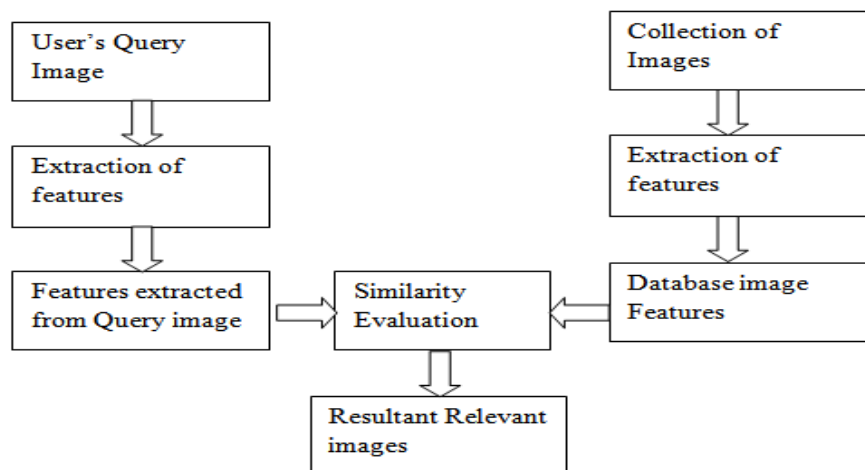 User's Query
Image
Collection of
Images
Extraction of
features
Extraction of
features
Features extracted
from Query image
Similarity
Evaluation
Database image
Features
Resultant Relevant
images